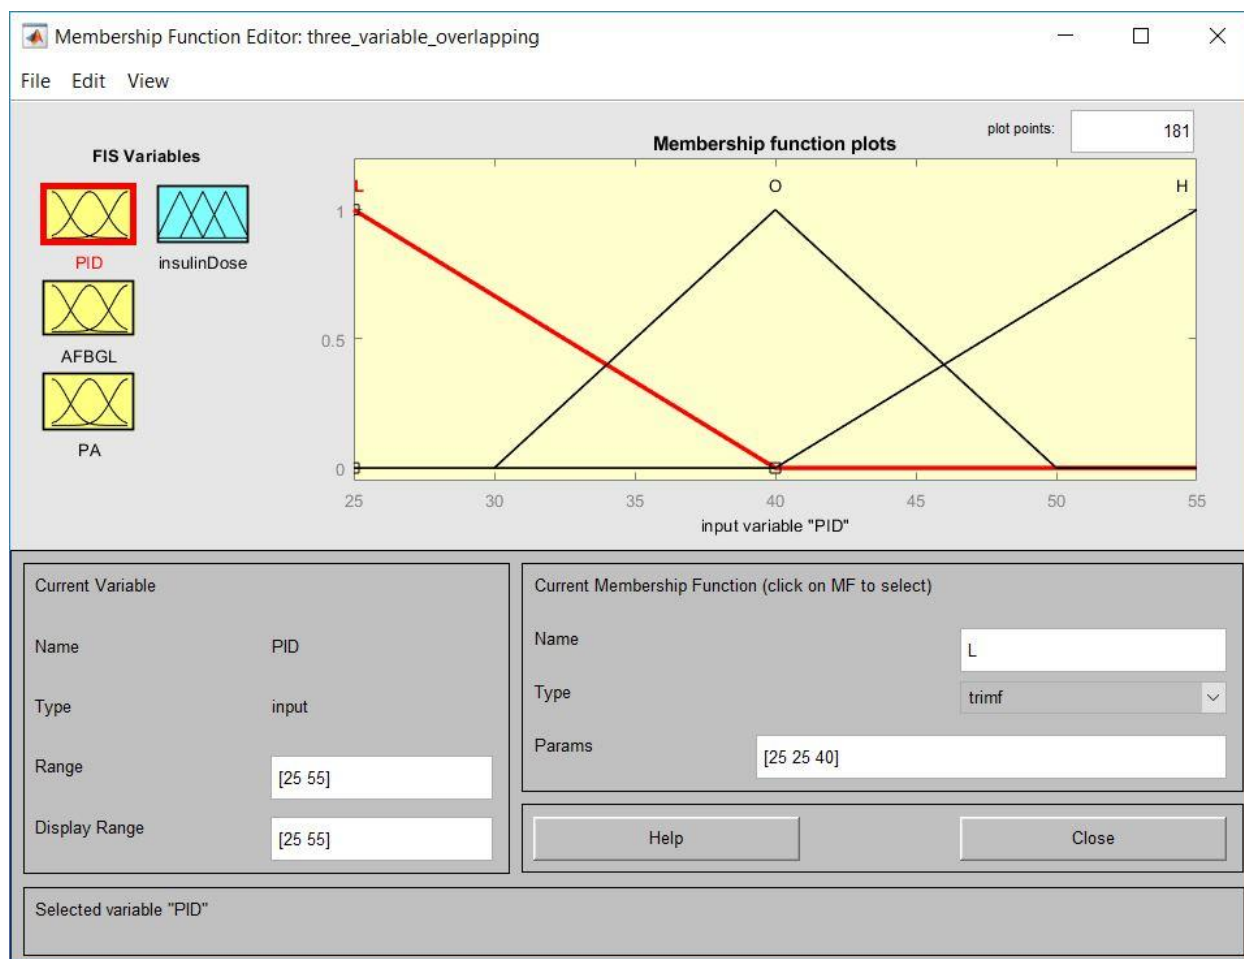 Membership Function Editor: three_variable_overlapping
File Edit View
FIS Variables
PID
insulinDose
AFBGL
PA
Membership function plots
plot points:
181
L
O
H
1
0.5
0
25 30 35 40 45 50 55
input variable "PID"
Current Variable
Name PID
Type input
Range [25 55]
Display Range [25 55]
Current Membership Function (click on MF to select)
Name L
Type trimf
Params [25 25 40]
Help
Close
Selected variable "PID"